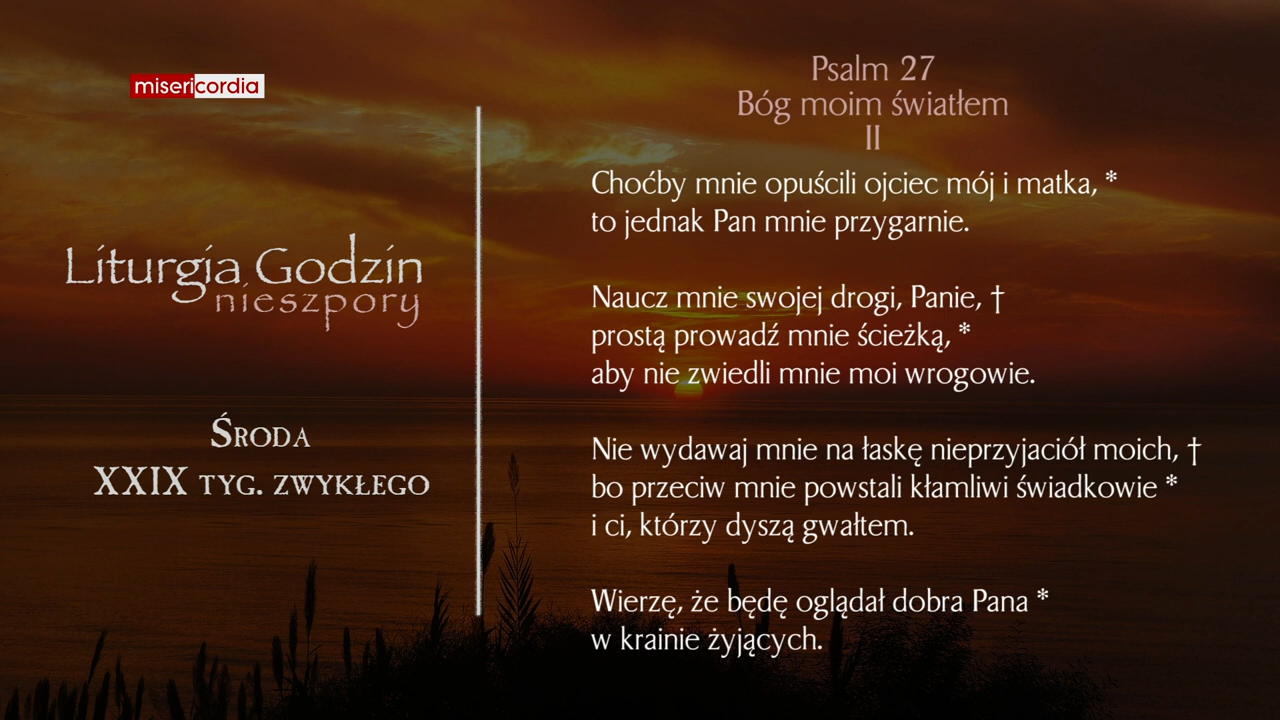 misericordia
Liturgia Godzin
nieszpory
Środa
XXIX tyg. zwykłego
Psalm 27
Bóg moim światłem
II
Choćby mnie opuścili ojciec mój i matka, *
to jednak Pan mnie przygarnie.
Naucz mnie swojej drogi, Panie, †
prostą prowadź mnie ścieżką, *
aby nie zwiedli mnie moi wrogowie.
Nie wydawaj mnie na łaskę nieprzyjaciół moich, †
bo przeciw mnie powstali kłamliwi świadkowie *
i ci, którzy dyszą gwałtem.
Wierzę, że będę oglądał dobra Pana *
w krainie żyjących.